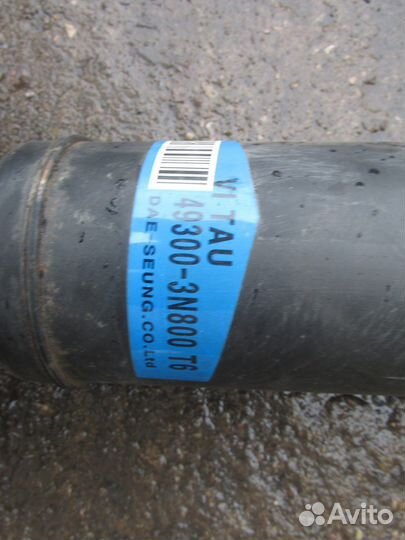 VI TAU
49300-3N800 T6
DAE-SEUNG.CO.Ltd
Avito